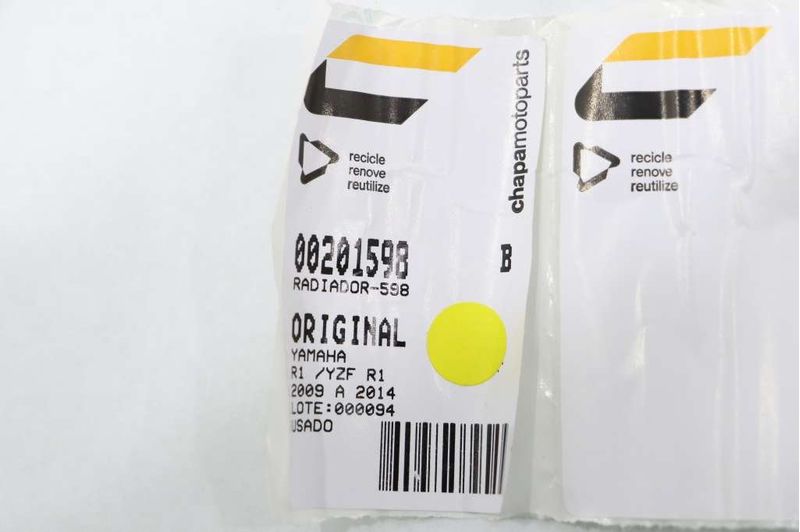 chapamotoparts
recicle
renove
reutilize
00201598
B
RADIADOR-598
ORIGINAL
YAMAHA
R1 /YZF R1
2009 A 2014
LOTE:000094
USADO
recicle
renove
reutilize